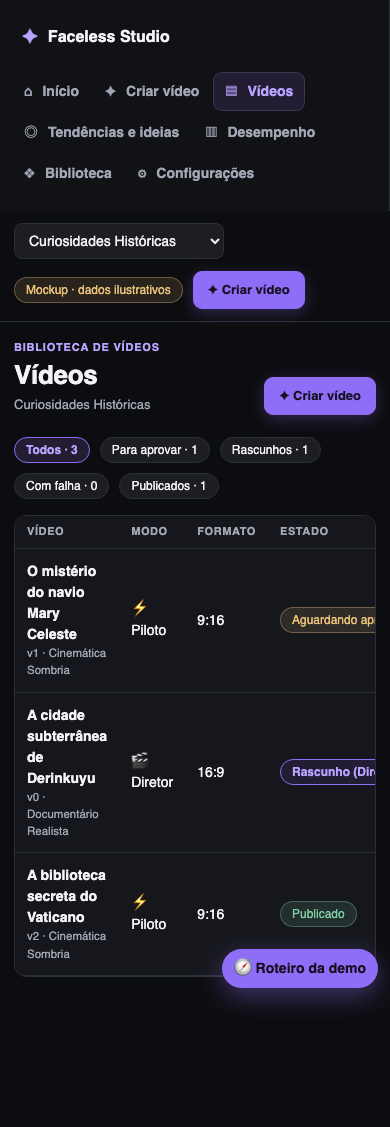 Faceless Studio
Início
Criar vídeo
Vídeos
Tendências e ideias
Desempenho
Biblioteca
Configurações
Curiosidades Históricas
Mockup · dados ilustrativos
✦ Criar vídeo
BIBLIOTECA DE VÍDEOS
Vídeos
Curiosidades Históricas
✦ Criar vídeo
Todos · 3
Para aprovar · 1
Rascunhos · 1
Com falha · 0
Publicados · 1
VÍDEO MODO FORMATO ESTADO
O mistério
do navio
Mary
Celeste
v1 · Cinemática
Sombria
⚡
Piloto
9:16
Aguardando
A cidade
subterrânea
de
Derinkuyu
v0 ·
Documentário
Realista
🎬
Diretor
16:9
Rascunho
A biblioteca
secreta do
Vaticano
v2 · Cinemática
Sombria
⚡
Piloto
9:16
Publicado
🧭 Roteiro da demo